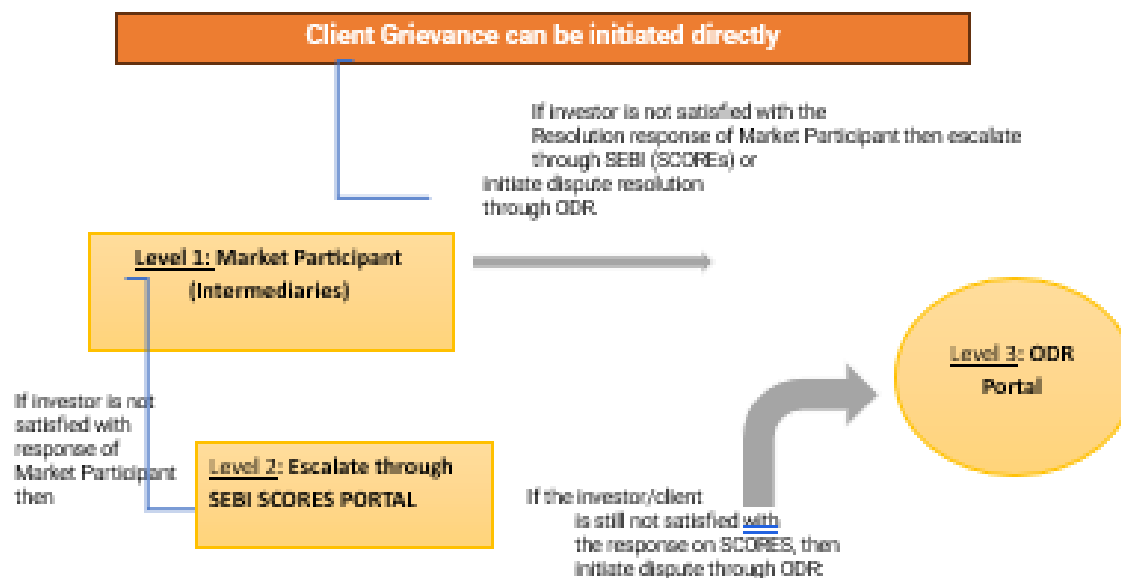 Client Grievance can be initiated directly
If investor is not satisfied with the
Resolution response of Market Participant then escalate
through SEBI (SCOREs) or
initiate dispute resolution
through ODR.
Level 1: Market Participant
(Intermediaries)
Level 3: ODR
Portal
If investor is not
satisfied with
response of
Market Participant
then
Level 2: Escalate through
SEBI SCORES PORTAL
If the investor/client
is still not satisfied with
the response on SCORES, then
initiate dispute through ODR: